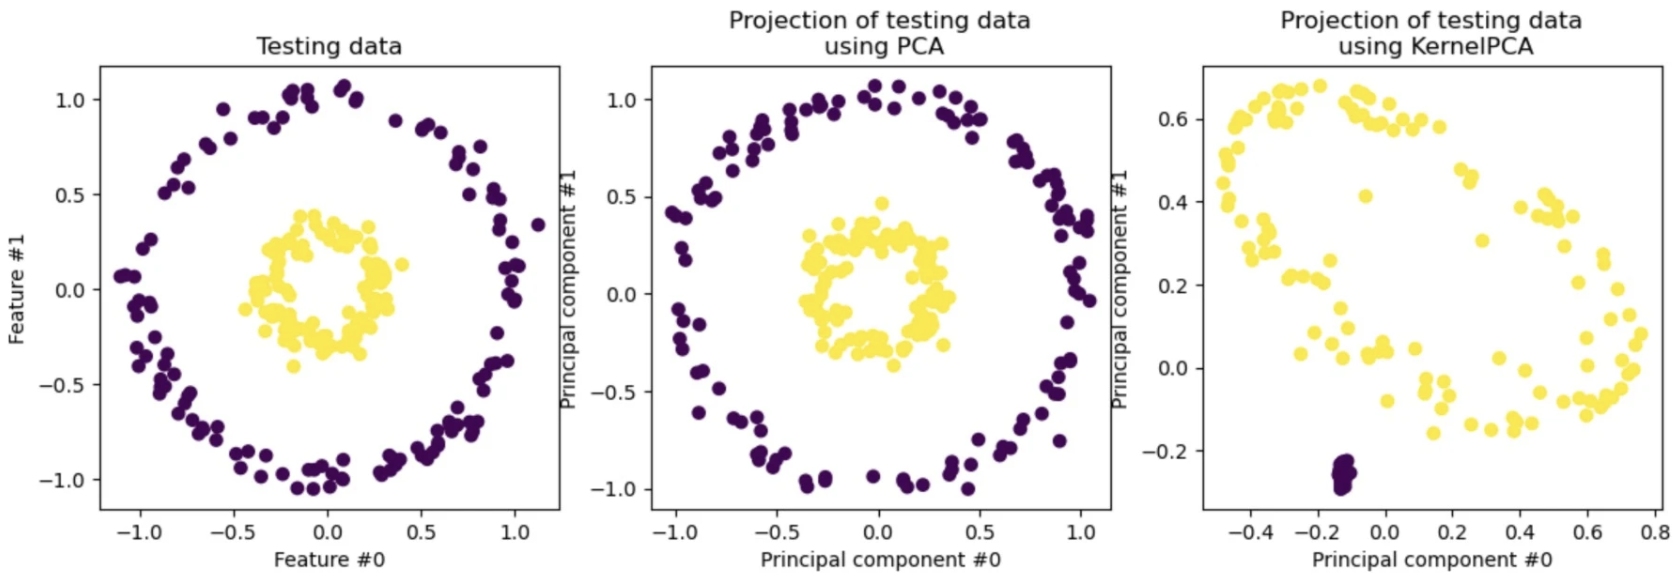 Testing data
1.0
0.5
0.0
−0.5
−1.0
Feature #1
−1.0 −0.5 0.0 0.5 1.0
Feature #0
Projection of testing data
using PCA
1.0
0.5
0.0
−0.5
−1.0
Principal component #1
−1.0 −0.5 0.0 0.5 1.0
Principal component #0
Projection of testing data
using KernelPCA
0.6
0.4
0.2
0.0
−0.2
Principal component #1
−0.4 −0.2 0.0 0.2 0.4 0.6 0.8
Principal component #0